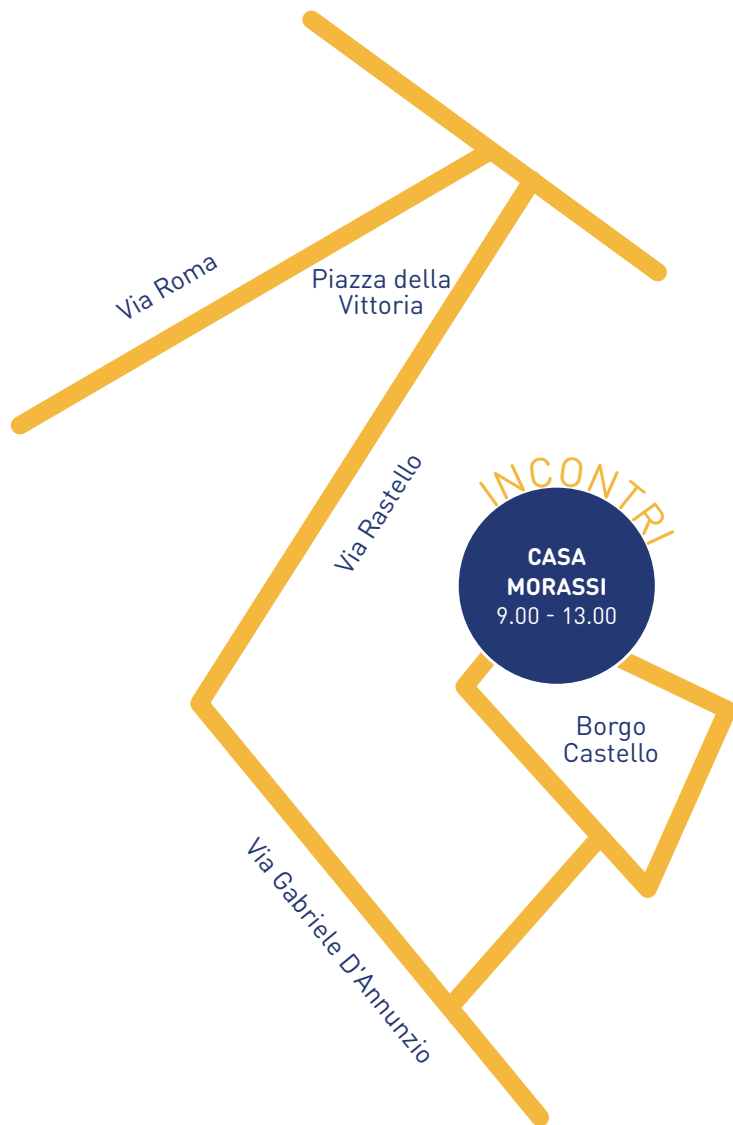 Via Roma
Piazza della
Vittoria
Via Rastello
INCONTRI
CASA
MORASSI
9.00 - 13.00
Borgo
Castello
Via Gabriele D'Annunzio